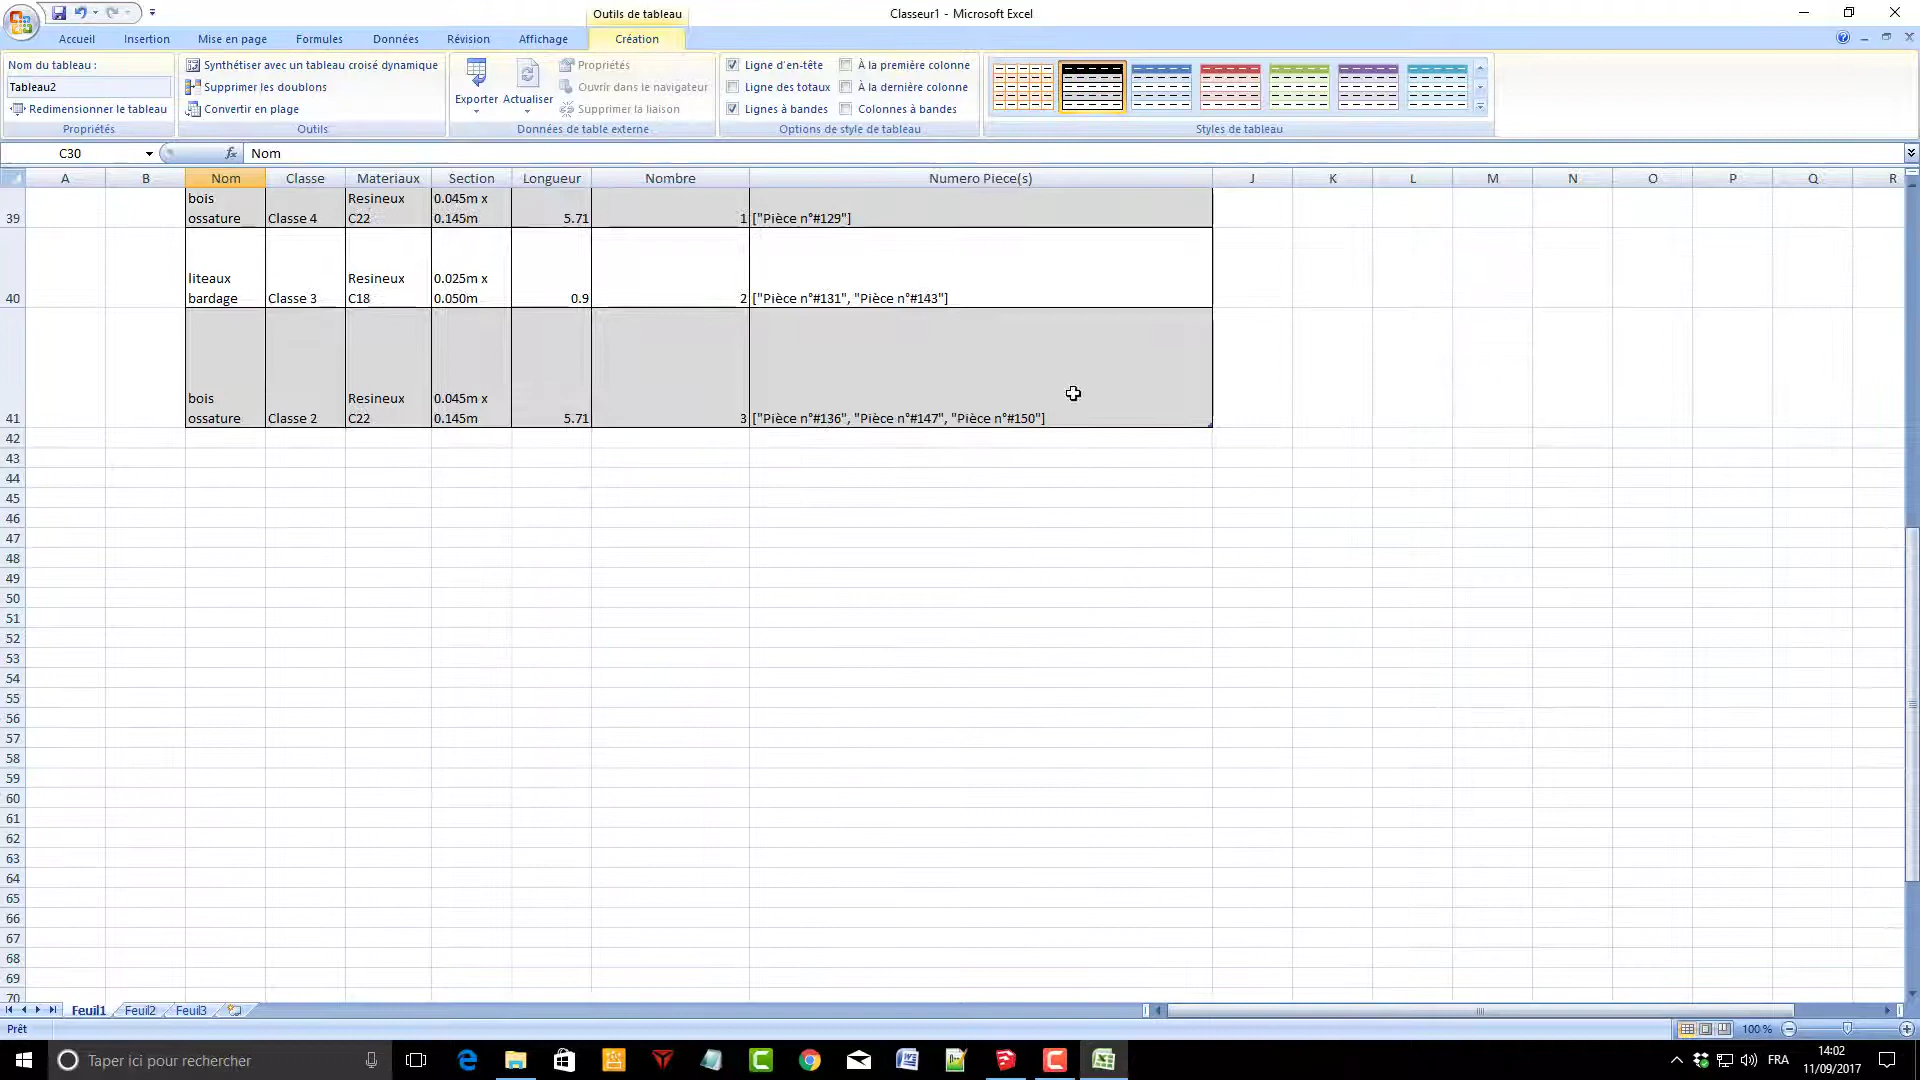 Outils de tableau
Classeur1 - Microsoft Excel
Accueil Insertion Mise en page Formules Données Révision Affichage Création
Nom du tableau :
Tableau2
Redimensionner le tableau
Propriétés
Synthétiser avec un tableau croisé dynamique
Supprimer les doublons
Convertir en plage
Outils
Exporter Actualiser
Propriétés
Ouvrir dans le navigateur
Supprimer la liaison
Données de table externe
Ligne d'en-tête
Ligne des totaux
Lignes à bandes
À la première colonne
À la dernière colonne
Colonnes à bandes
Options de style de tableau
Styles de tableau
C30 fx Nom
A B Nom Classe Materiaux Section Longueur Nombre Numero Piece(s) J K L M N O P Q R
39 bois ossature Classe 4 Resineux C22 0.045m x 0.145m 5.71 1 ["Pièce n°#129"]
40 liteaux bardage Classe 3 Resineux C18 0.025m x 0.050m 0.9 2 ["Pièce n°#131", "Pièce n°#143"]
41 bois ossature Classe 2 Resineux C22 0.045m x 0.145m 5.71 3 ["Pièce n°#136", "Pièce n°#147", "Pièce n°#150"]
42
43
44
45
46
47
48
49
50
51
52
53
54
55
56
57
58
59
60
61
62
63
64
65
66
67
68
69
70
Feuil1 Feuil2 Feuil3
Prêt
100 %
Taper ici pour rechercher
FRA
14:02
11/09/2017